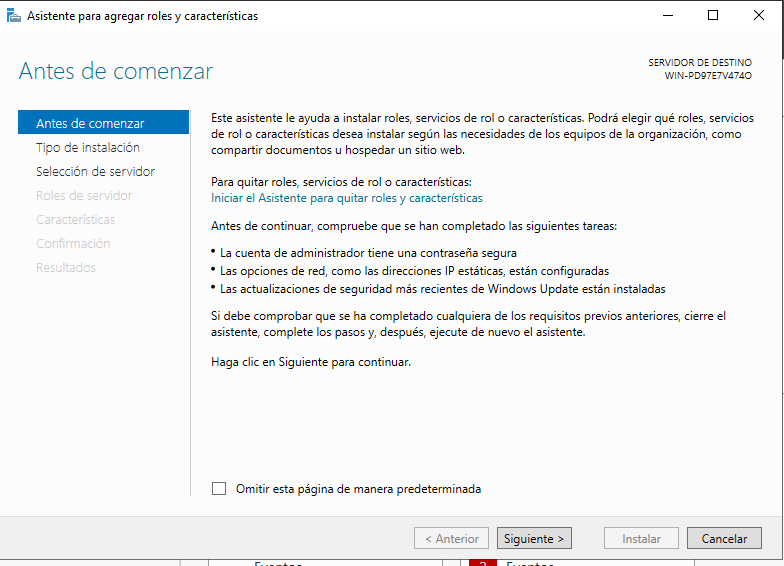 Asistente para agregar roles y características
Antes de comenzar
SERVIDOR DE DESTINO
WIN-PD97E7V474O
Antes de comenzar
Tipo de instalación
Selección de servidor
Roles de servidor
Características
Confirmación
Resultados
Este asistente le ayuda a instalar roles, servicios de rol o características. Podrá elegir qué roles, servicios
de rol o características desea instalar según las necesidades de los equipos de la organización, como
compartir documentos u hospedar un sitio web.
Para quitar roles, servicios de rol o características:
Iniciar el Asistente para quitar roles y características
Antes de continuar, compruebe que se han completado las siguientes tareas:
• La cuenta de administrador tiene una contraseña segura
• Las opciones de red, como las direcciones IP estáticas, están configuradas
• Las actualizaciones de seguridad más recientes de Windows Update están instaladas
Si debe comprobar que se ha completado cualquiera de los requisitos previos anteriores, cierre el
asistente, complete los pasos y, después, ejecute de nuevo el asistente.
Haga clic en Siguiente para continuar.
Omitir esta página de manera predeterminada
< Anterior
Siguiente >
Instalar
Cancelar
Eventos
2 Eventos